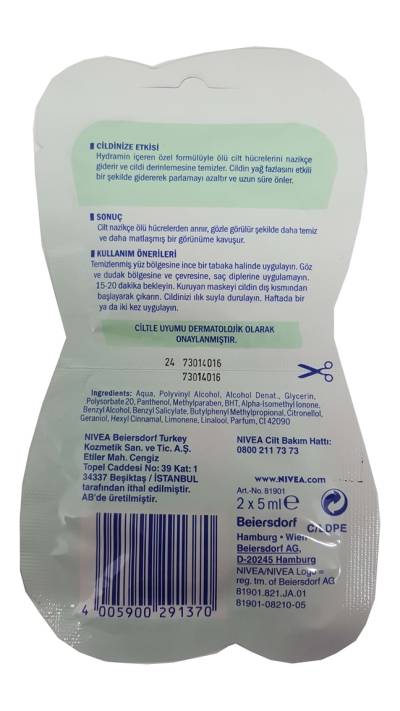 CİLDİNİZE ETKİSİ
Hydramin içeren özel formülüyle ölü cilt hücrelerini nazikçe
giderir ve cildi derinlemesine temizler. Cildin yağ fazlasını etkili
bir şekilde gidererek parlamayı azaltır ve uzun süre önler.
SONUÇ
Cilt nazikçe ölü hücrelerden arınır, gözle görülür şekilde daha temiz
ve daha matlaşmış bir görünüme kavuşur.
KULLANIM ÖNERİLERİ
Temizlenmiş yüz bölgesine ince bir tabaka halinde uygulayın. Göz
ve dudak bölgesine ve çevresine, saç diplerine uygulamayın.
15-20 dakika bekleyin. Kuruyan maskeyi cildin dış kısmından
başlayarak çıkarın. Cildinizi ılık suyla durulayın. Haftada bir
ya da iki kez uygulayın.
CİLTLE UYUMU DERMATOLOJİK OLARAK
ONAYLANMIŞTIR.
24 73014016
73014016
Ingredients: Aqua, Polyvinyl Alcohol, Alcohol Denat., Glycerin,
Polysorbate 20, Panthenol, Methylparaben, BHT, Alpha-Isomethyl Ionone,
Benzyl Alcohol, Benzyl Salicylate, Butylphenyl Methylpropional, Citronellol,
Geraniol, Hexyl Cinnamal, Limonene, Linalool, Parfum, CI 42090
NIVEA Beiersdorf Turkey
Kozmetik San. ve Tic. A.Ş.
Etiler Mah. Cengiz
Topel Caddesi No: 39 Kat: 1
34337 Beşiktaş / İSTANBUL
tarafından ithal edilmiştir.
AB'de üretilmiştir.
NIVEA Cilt Bakım Hattı:
0800 211 73 73
www.NIVEA.com
Art.-No. 81901
2 x 5 ml ℮
Beiersdorf
C/LDPE
Hamburg • Wien
Beiersdorf AG,
D-20245 Hamburg
NIVEA/NIVEA Logo =
reg. tm. of Beiersdorf AG
81901.821.JA.01
81901-08210-05
4 005900 291370